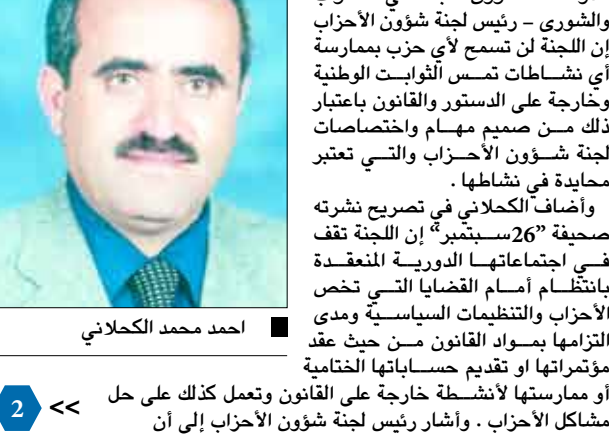 والشورى – رئيس لجنة شؤون الأحزاب
إن اللجنة لن تسمح لأي حزب بممارسة
أي نشاطات تمس الثوابت الوطنية
وخارجة على الدستور والقانون باعتبار
ذلك من صميم مهام واختصاصات
لجنة شؤون الأحزاب والتي تعتبر
محايدة في نشاطها .
وأضاف الكحلاني في تصريح نشرته
صحيفة “26سبتمبر” إن اللجنة تقف
في اجتماعاتها الدورية المنعقدة
بانتظام أمام القضايا التي تخص
الأحزاب والتنظيمات السياسية ومدى
التزامها بمواد القانون من حيث عقد
مؤتمراتها او تقديم حساباتها الختامية
أو ممارستها لأنشطة خارجة على القانون وتعمل كذلك على حل
مشاكل الأحزاب . وأشار رئيس لجنة شؤون الأحزاب إلى أن
احمد محمد الكحلاني
>> 2